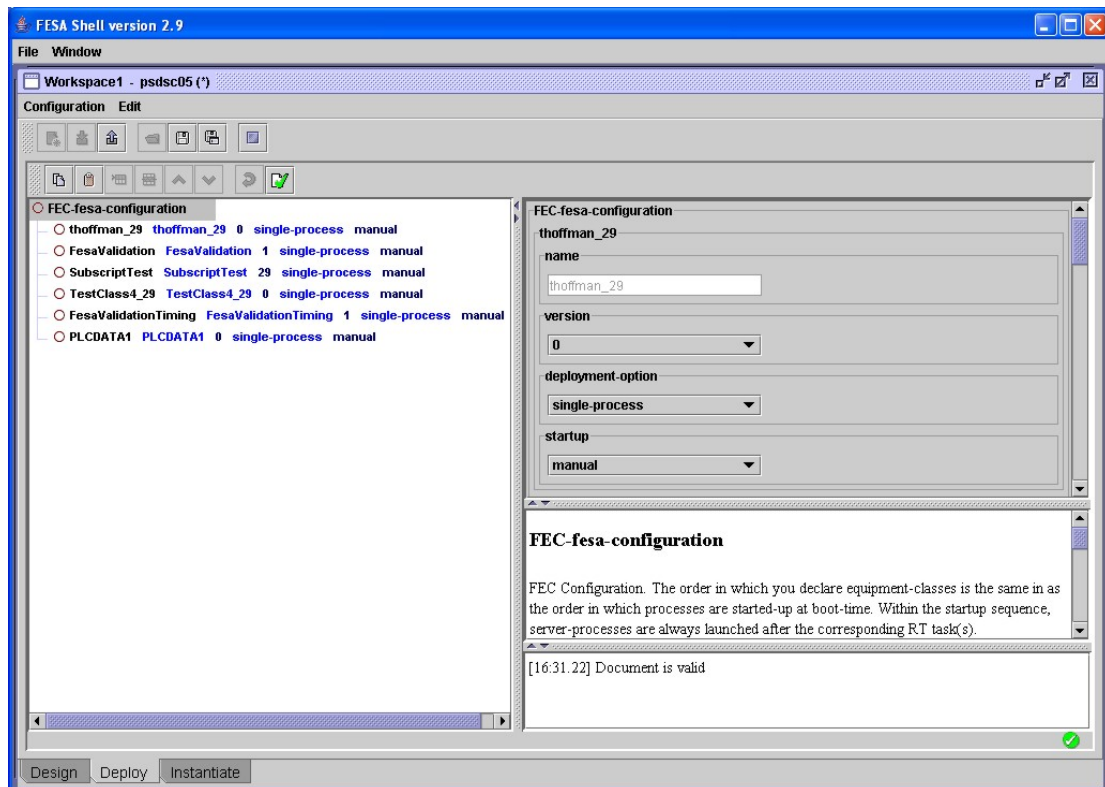 FESA Shell version 2.9
File Window
Workspace1 - psdsc05 (*)
Configuration Edit
FEC-fesa-configuration
thoffman_29 thoffman_29 0 single-process manual
FesaValidation FesaValidation 1 single-process manual
SubscriptTest SubscriptTest 29 single-process manual
TestClass4_29 TestClass4_29 0 single-process manual
FesaValidationTiming FesaValidationTiming 1 single-process manual
PLCDATA1 PLCDATA1 0 single-process manual
FEC-fesa-configuration
thoffman_29
name
thoffman_29
version
0
deployment-option
single-process
startup
manual
FEC-fesa-configuration
FEC Configuration. The order in which you declare equipment-classes is the same in as
the order in which processes are started-up at boot-time. Within the startup sequence,
server-processes are always launched after the corresponding RT task(s).
[16:31.22] Document is valid
Design Deploy Instantiate